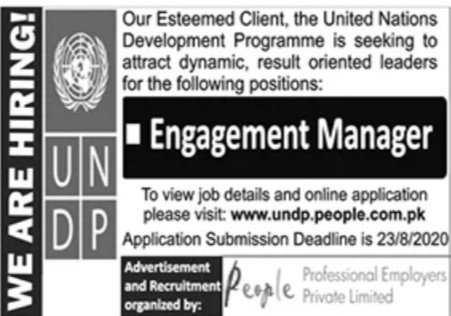 WE ARE HIRING!
U N
D P
Our Esteemed Client, the United Nations
Development Programme is seeking to
attract dynamic, result oriented leaders
for the following positions:
Engagement Manager
To view job details and online application
please visit: www.undp.people.com.pk
Application Submission Deadline is 23/8/2020
Advertisement
and Recruitment
organized by:
People
Professional Employers
Private Limited